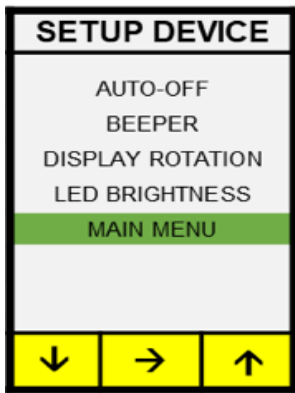 SETUP DEVICE
AUTO-OFF
BEEPER
DISPLAY ROTATION
LED BRIGHTNESS
MAIN MENU
↓ → ↑